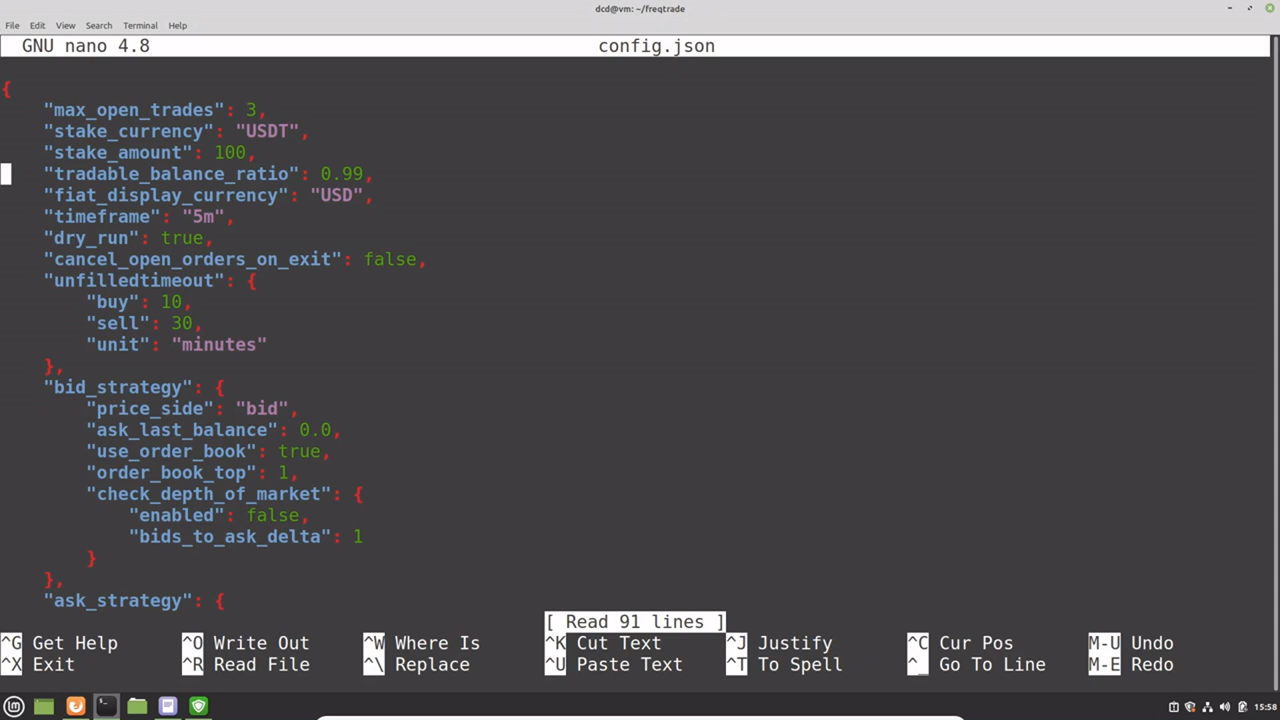 dcd@vm: ~/freqtrade
File Edit View Search Terminal Help
GNU nano 4.8 config.json
{
    "max_open_trades": 3,
    "stake_currency": "USDT",
    "stake_amount": 100,
    "tradable_balance_ratio": 0.99,
    "fiat_display_currency": "USD",
    "timeframe": "5m",
    "dry_run": true,
    "cancel_open_orders_on_exit": false,
    "unfilledtimeout": {
        "buy": 10,
        "sell": 30,
        "unit": "minutes"
    },
    "bid_strategy": {
        "price_side": "bid",
        "ask_last_balance": 0.0,
        "use_order_book": true,
        "order_book_top": 1,
        "check_depth_of_market": {
            "enabled": false,
            "bids_to_ask_delta": 1
        }
    },
    "ask_strategy": {
[ Read 91 lines ]
^G Get Help ^O Write Out ^W Where Is ^K Cut Text ^J Justify ^C Cur Pos M-U Undo
^X Exit ^R Read File ^\ Replace ^U Paste Text ^T To Spell ^_ Go To Line M-E Redo
15:58